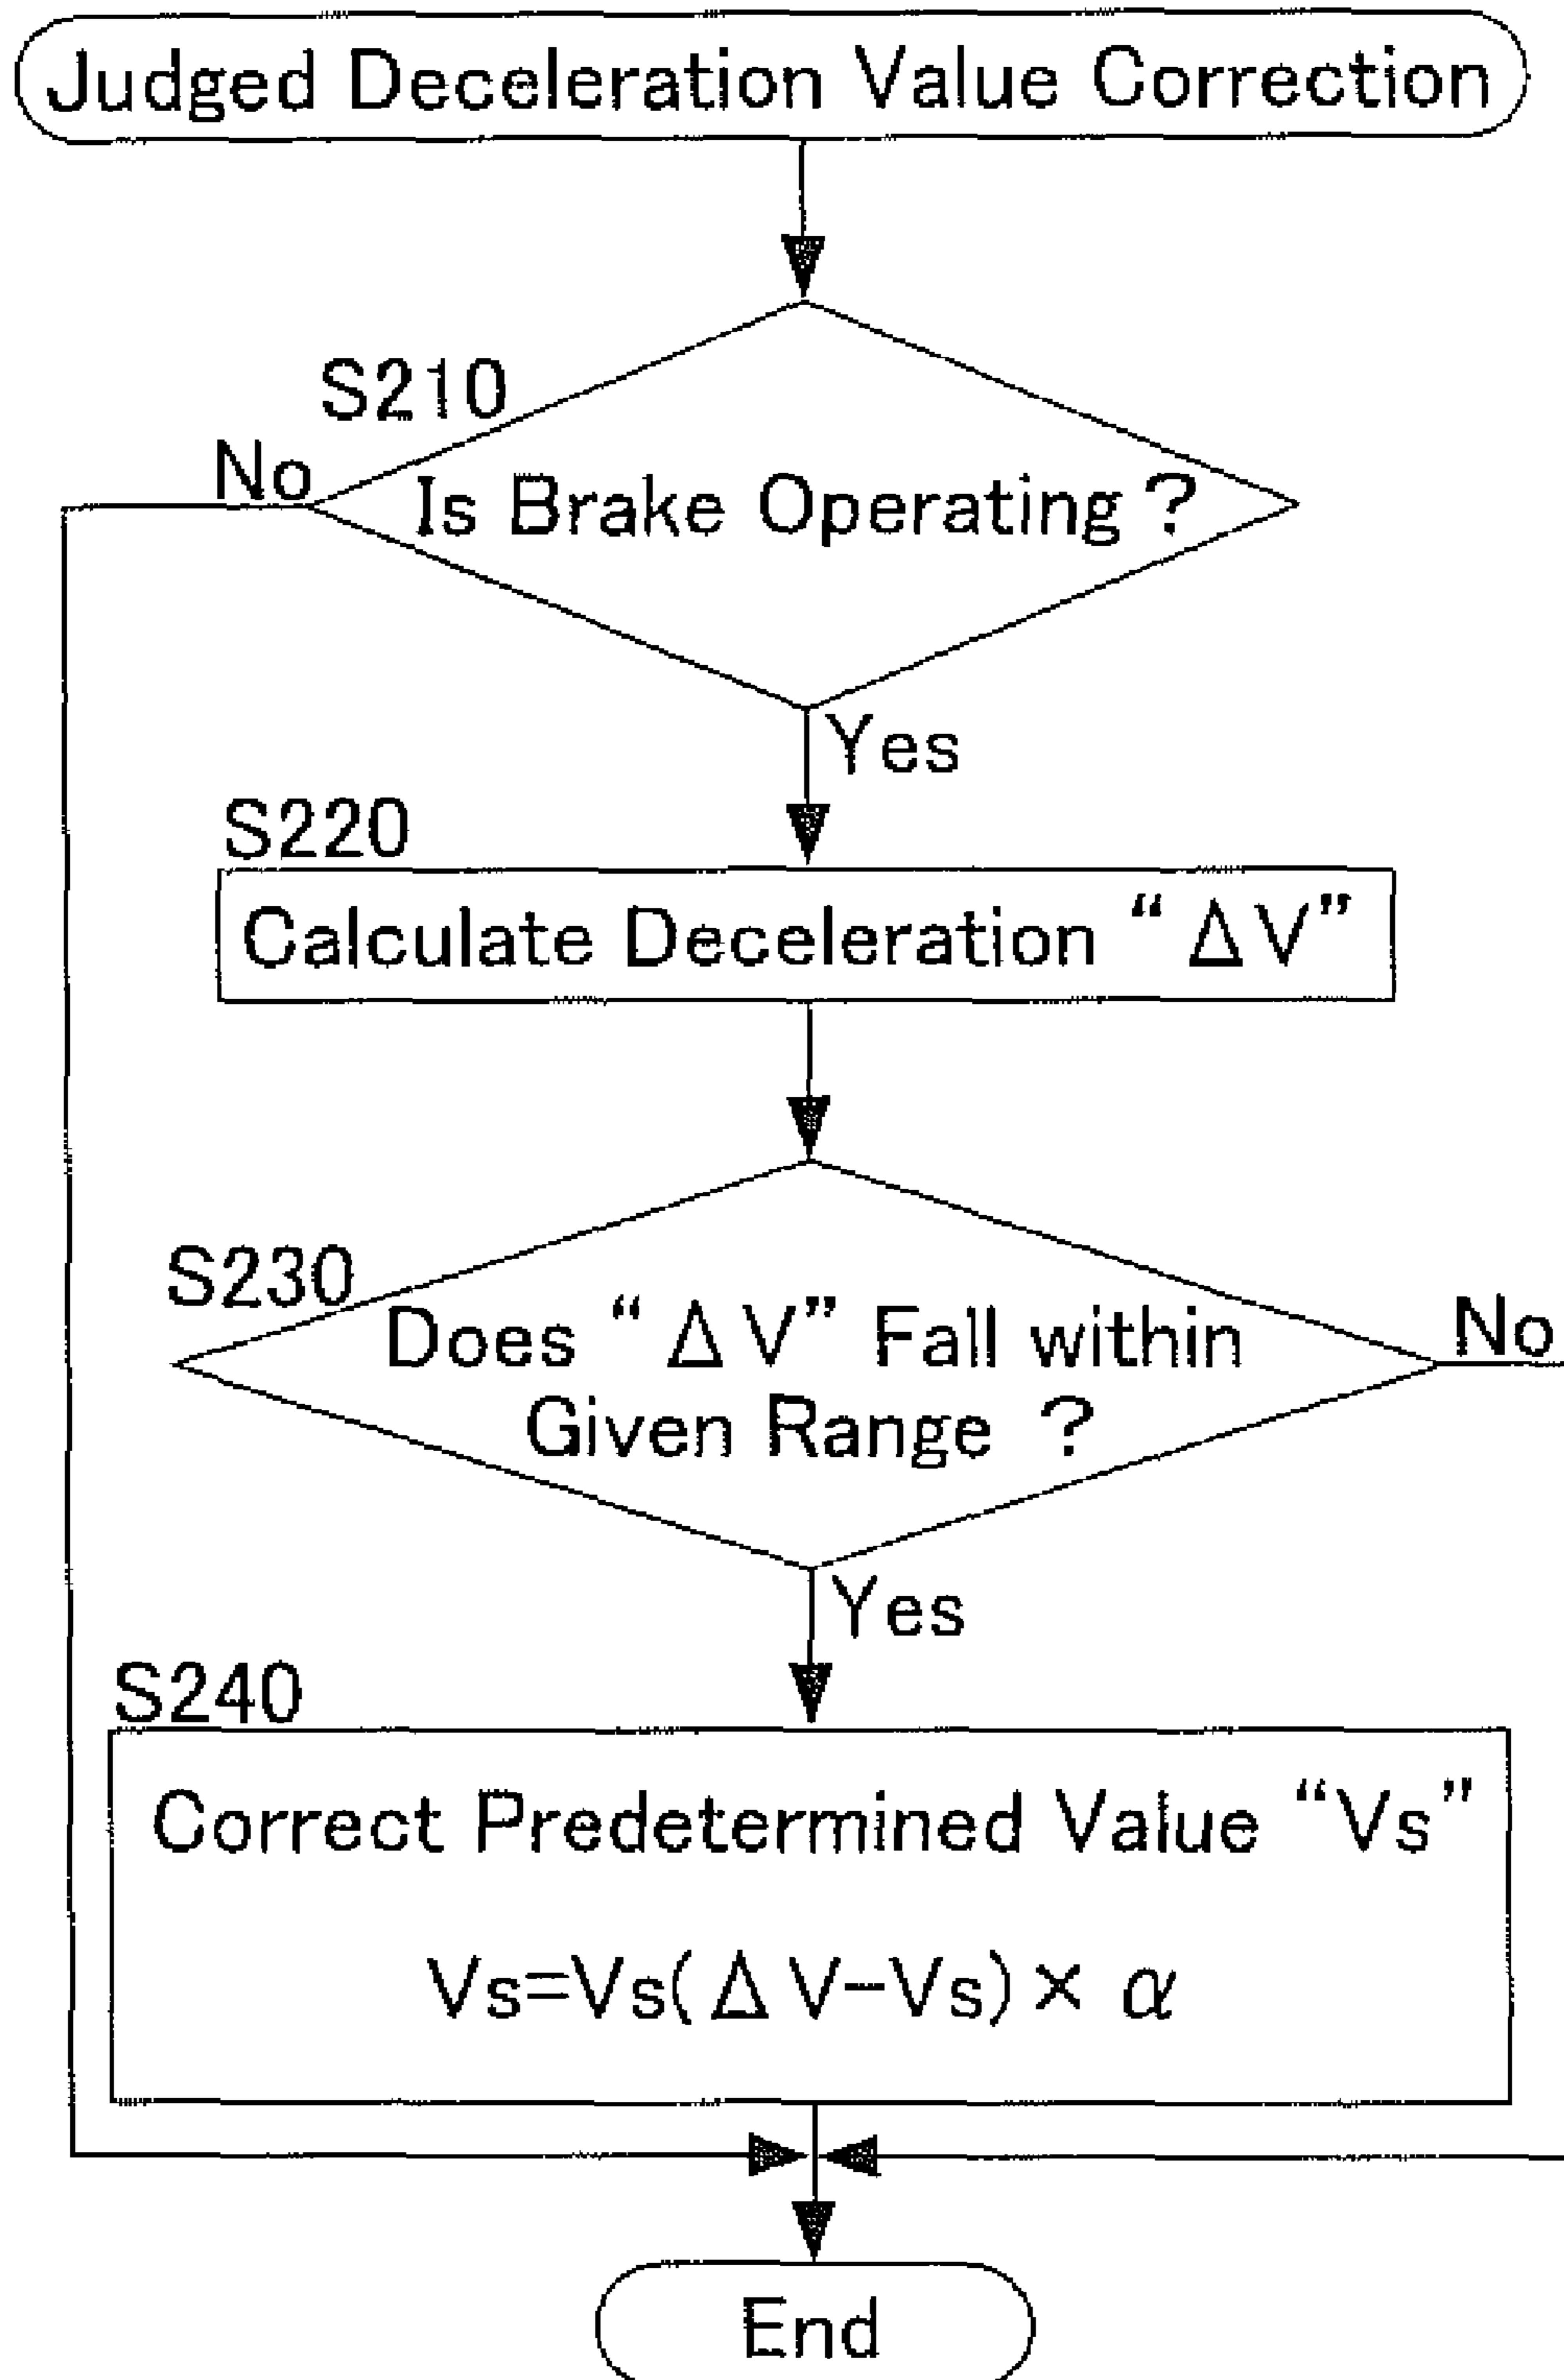 Judged Deceleration Value Correction
S210
No
Is Brake Operating ?
Yes
S220
Calculate Deceleration “ΔV”
S230
Does “ΔV” Fall within
Given Range ?
No
Yes
S240
Correct Predetermined Value “Vs”
Vs=Vs(ΔV-Vs)× α
End